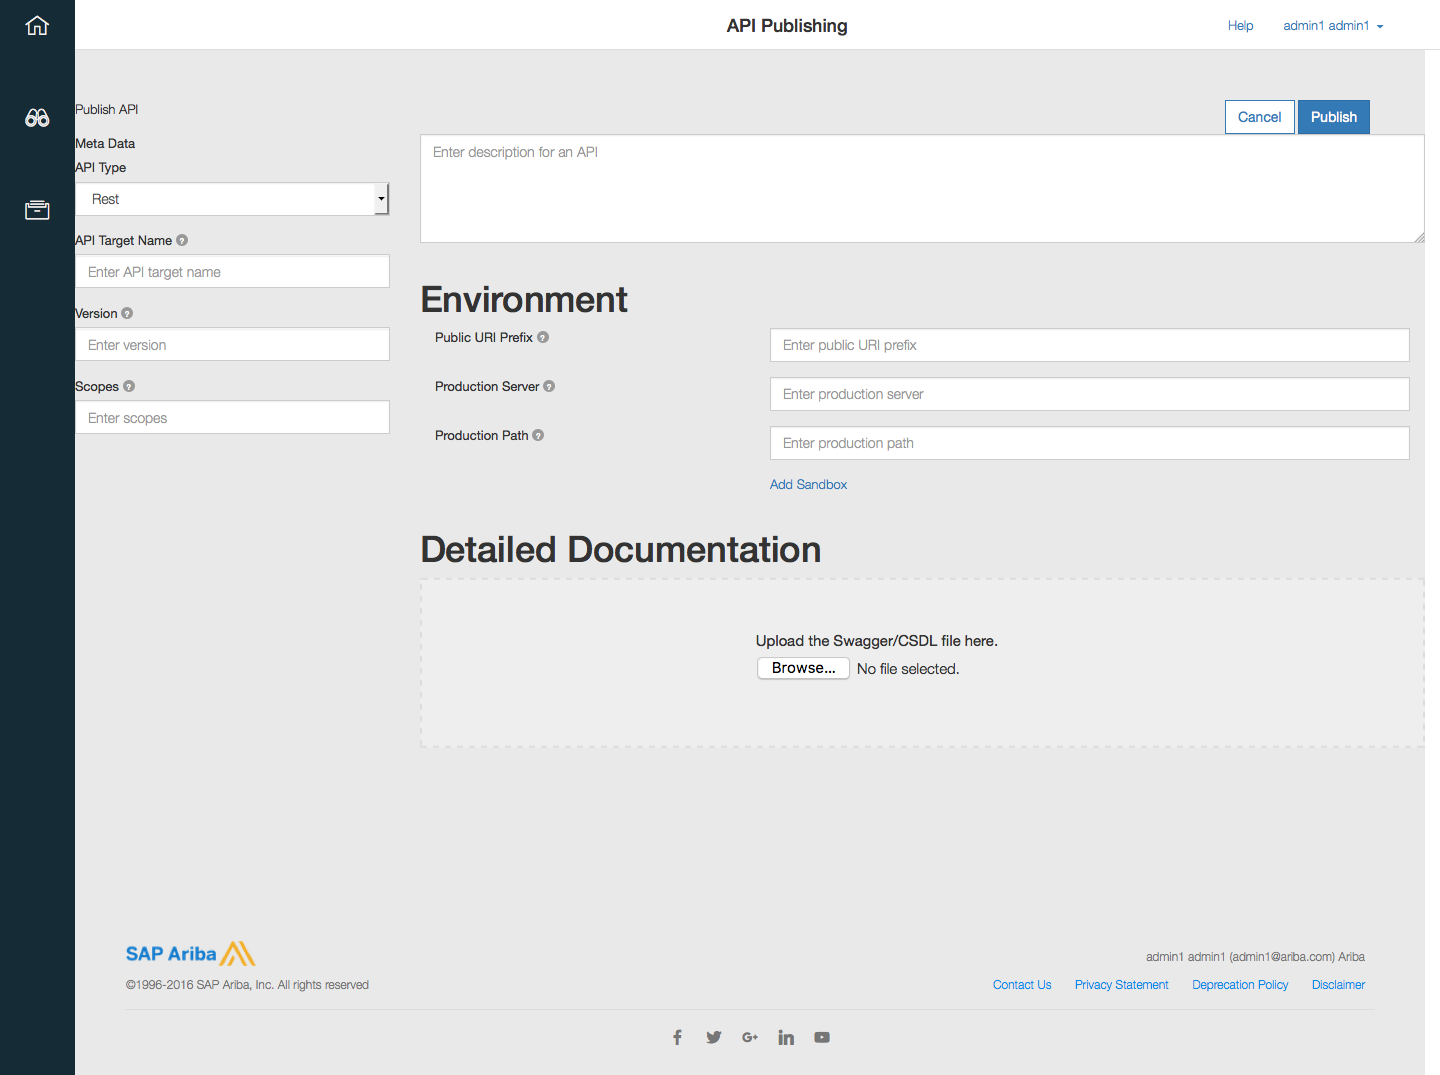 API Publishing
Help
admin1 admin1
Publish API
Cancel
Publish
Meta Data
API Type
Rest
API Target Name
Enter API target name
Version
Enter version
Scopes
Enter scopes
Enter description for an API
Environment
Public URI Prefix
Enter public URI prefix
Production Server
Enter production server
Production Path
Enter production path
Add Sandbox
Detailed Documentation
Upload the Swagger/CSDL file here.
Browse... No file selected.
SAP Ariba
©1996-2016 SAP Ariba, Inc. All rights reserved
admin1 admin1 (admin1@ariba.com) Ariba
Contact Us Privacy Statement Deprecation Policy Disclaimer